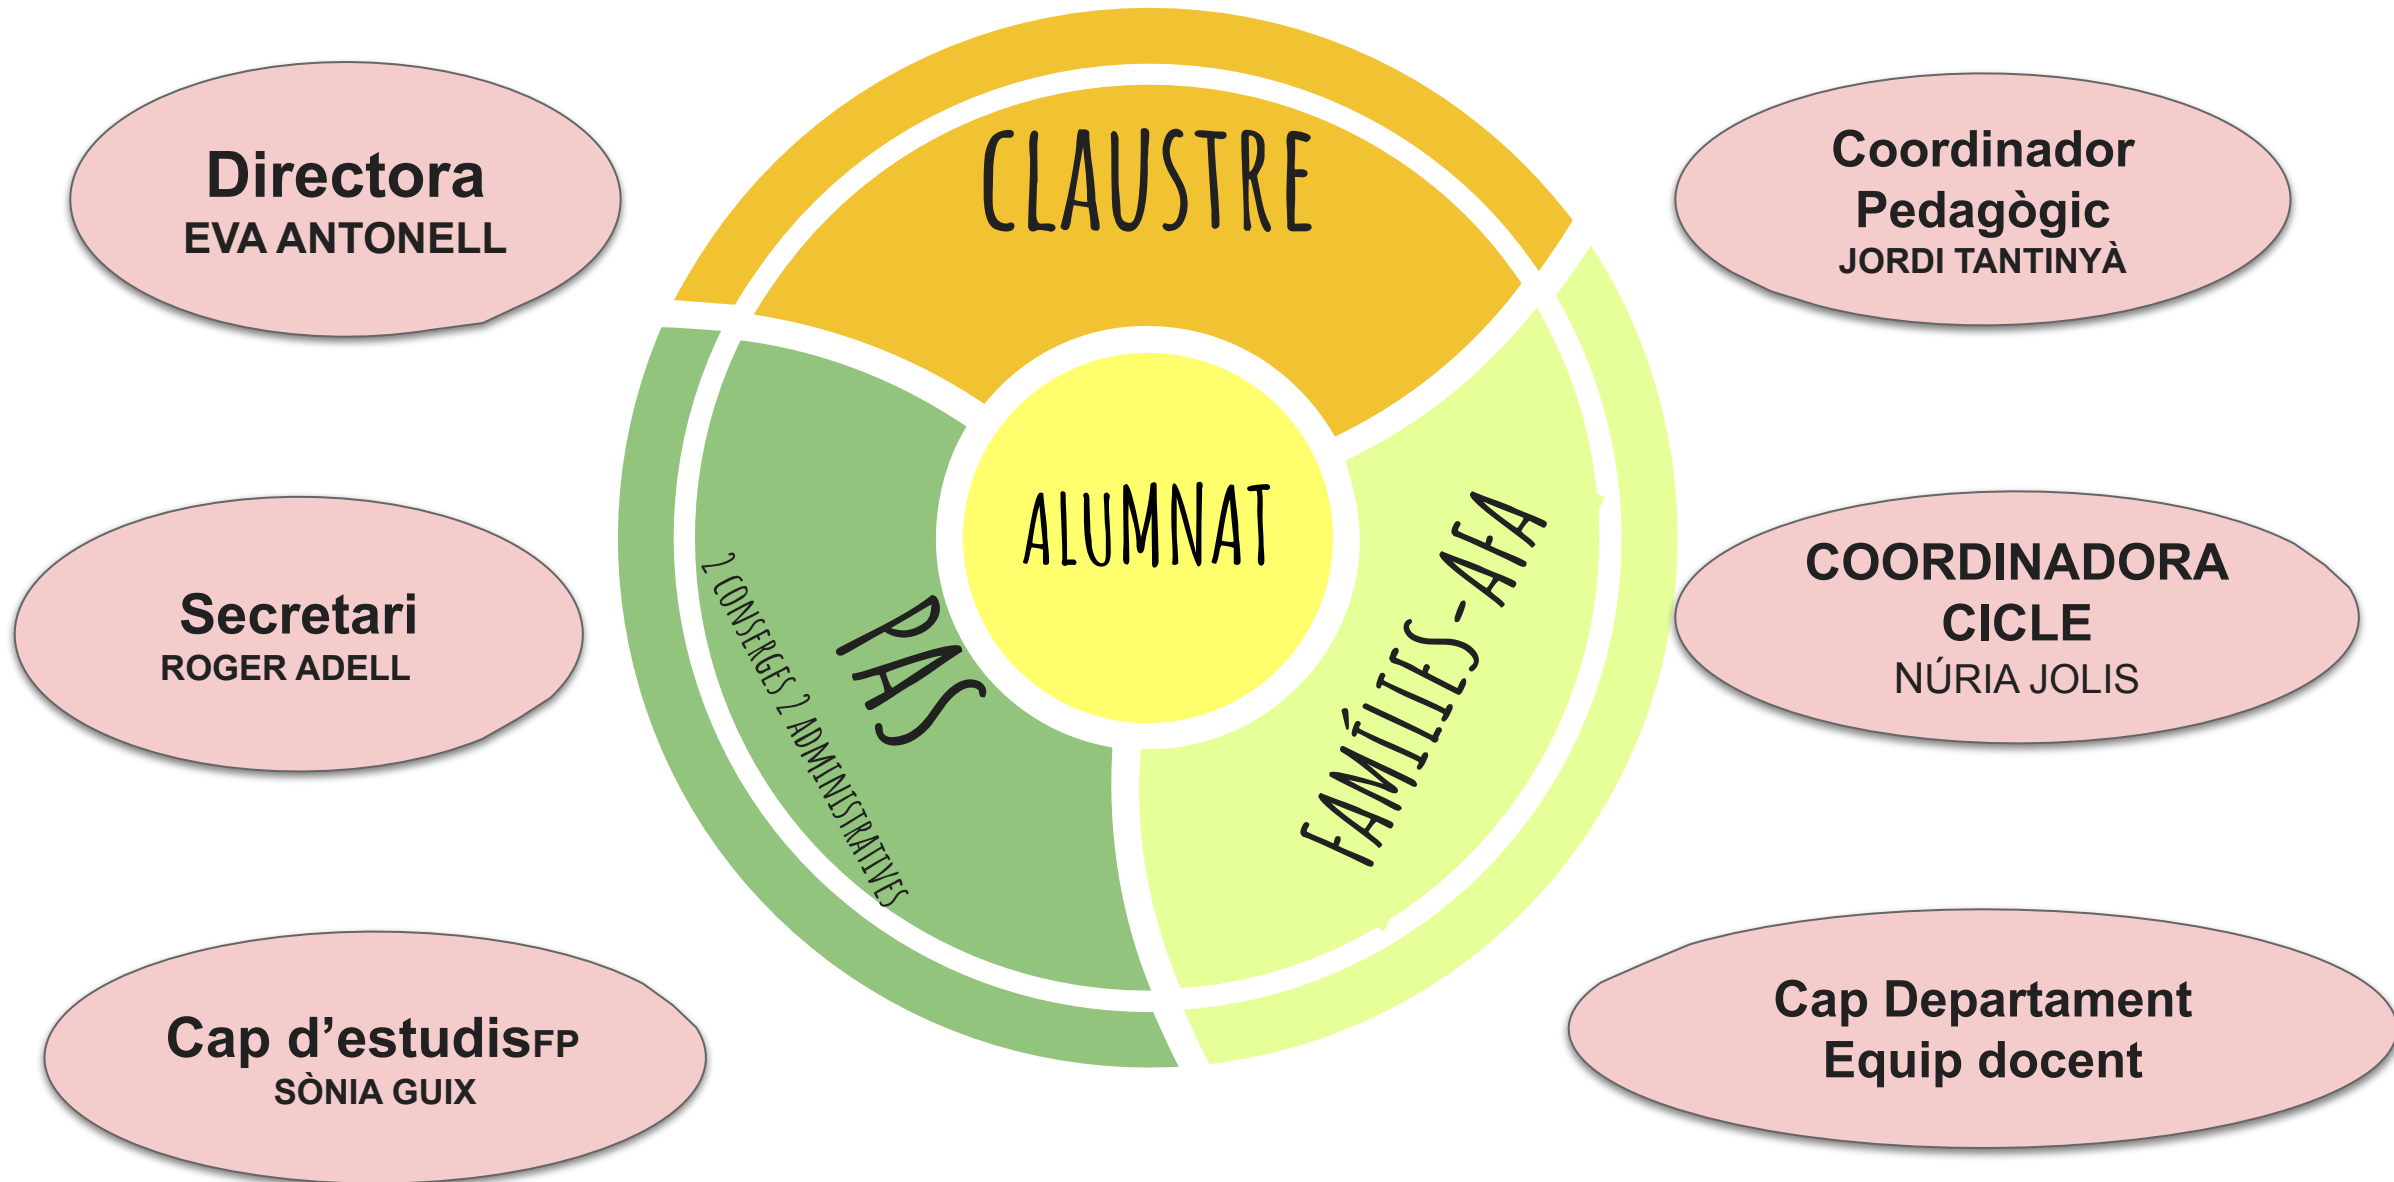 Directora
EVA ANTONELL
CLAUSTRE
Coordinador
Pedagògic
JORDI TANTINYÀ
Secretari
ROGER ADELL
ALUMNAT
PAS
2 CONSERGES 2 ADMINISTRATIVES
FAMÍLIES-AFA
COORDINADORA
CICLE
NÚRIA JOLIS
Cap d’estudisFP
SÒNIA GUIX
Cap Departament
Equip docent